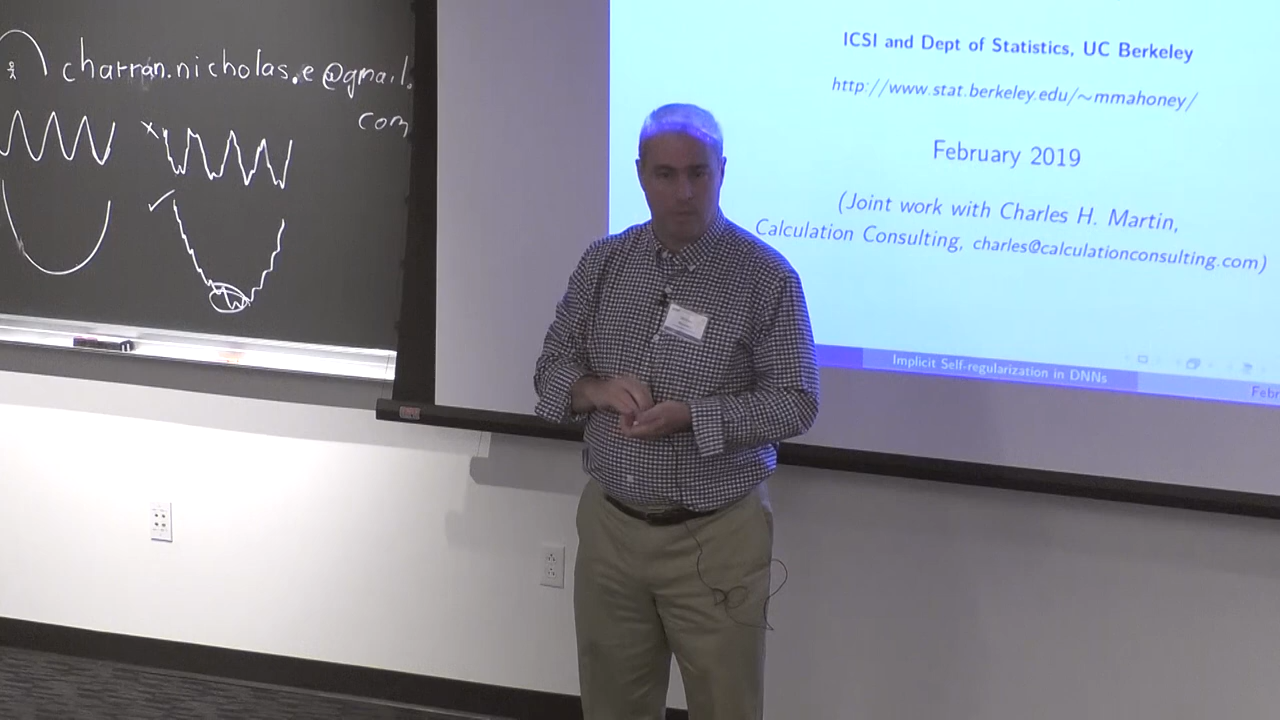 charran.nicholas.e@gmail.
com
ICSI and Dept of Statistics, UC Berkeley
http://www.stat.berkeley.edu/~mmahoney/
February 2019
(Joint work with Charles H. Martin,
Calculation Consulting, charles@calculationconsulting.com)
Implicit Self-regularization in DNNs